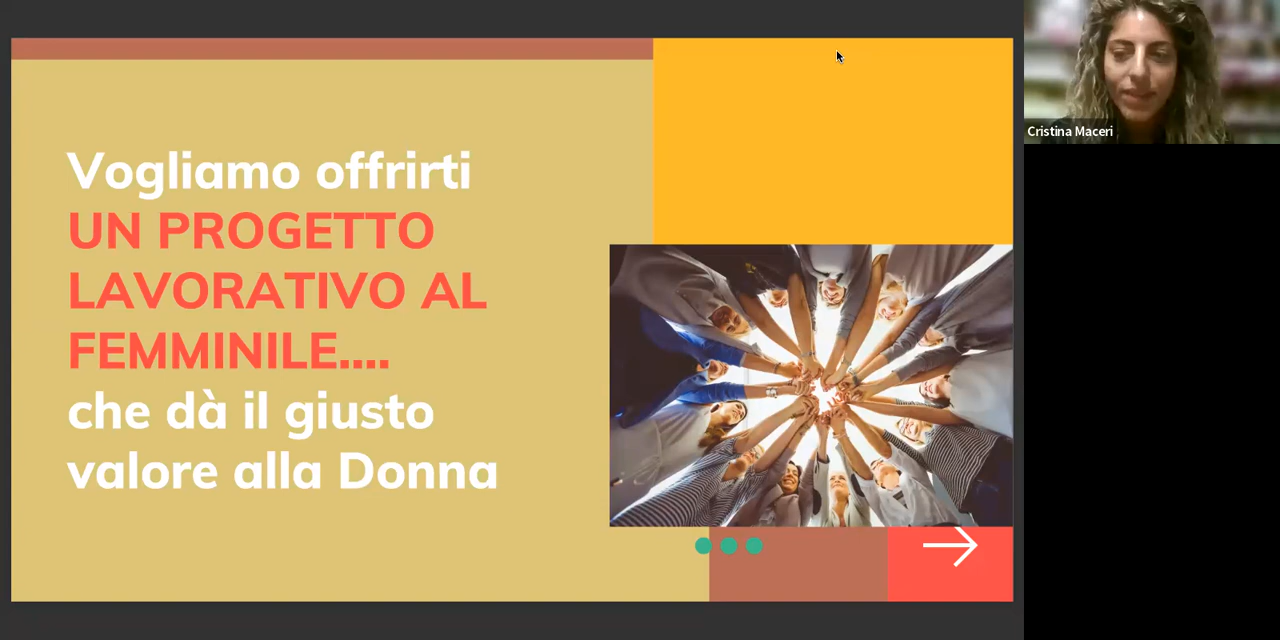 Vogliamo offrirti
UN PROGETTO
LAVORATIVO AL
FEMMINILE....
che dà il giusto
valore alla Donna
Cristina Maceri